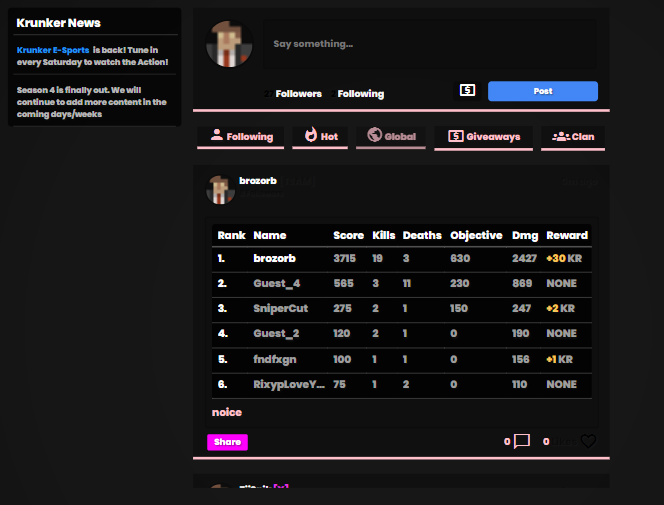 Krunker News
Krunker E-Sports is back! Tune in
every Saturday to watch the Action!
Season 4 is finally out. We will
continue to add more content in the
coming days/weeks
Say something...
Followers Following
Post
Following Hot Global Giveaways Clan
brozorb
Rank Name Score Kills Deaths Objective Dmg Reward
1. brozorb 3715 19 3 630 2427 +30 KR
2. Guest_4 565 3 11 230 869 NONE
3. SniperCut 275 2 1 150 247 +2 KR
4. Guest_2 120 2 1 0 190 NONE
5. fndfxgn 100 1 1 0 156 +1 KR
6. RixypLoveY... 75 1 2 0 110 NONE
noice
Share 0 0